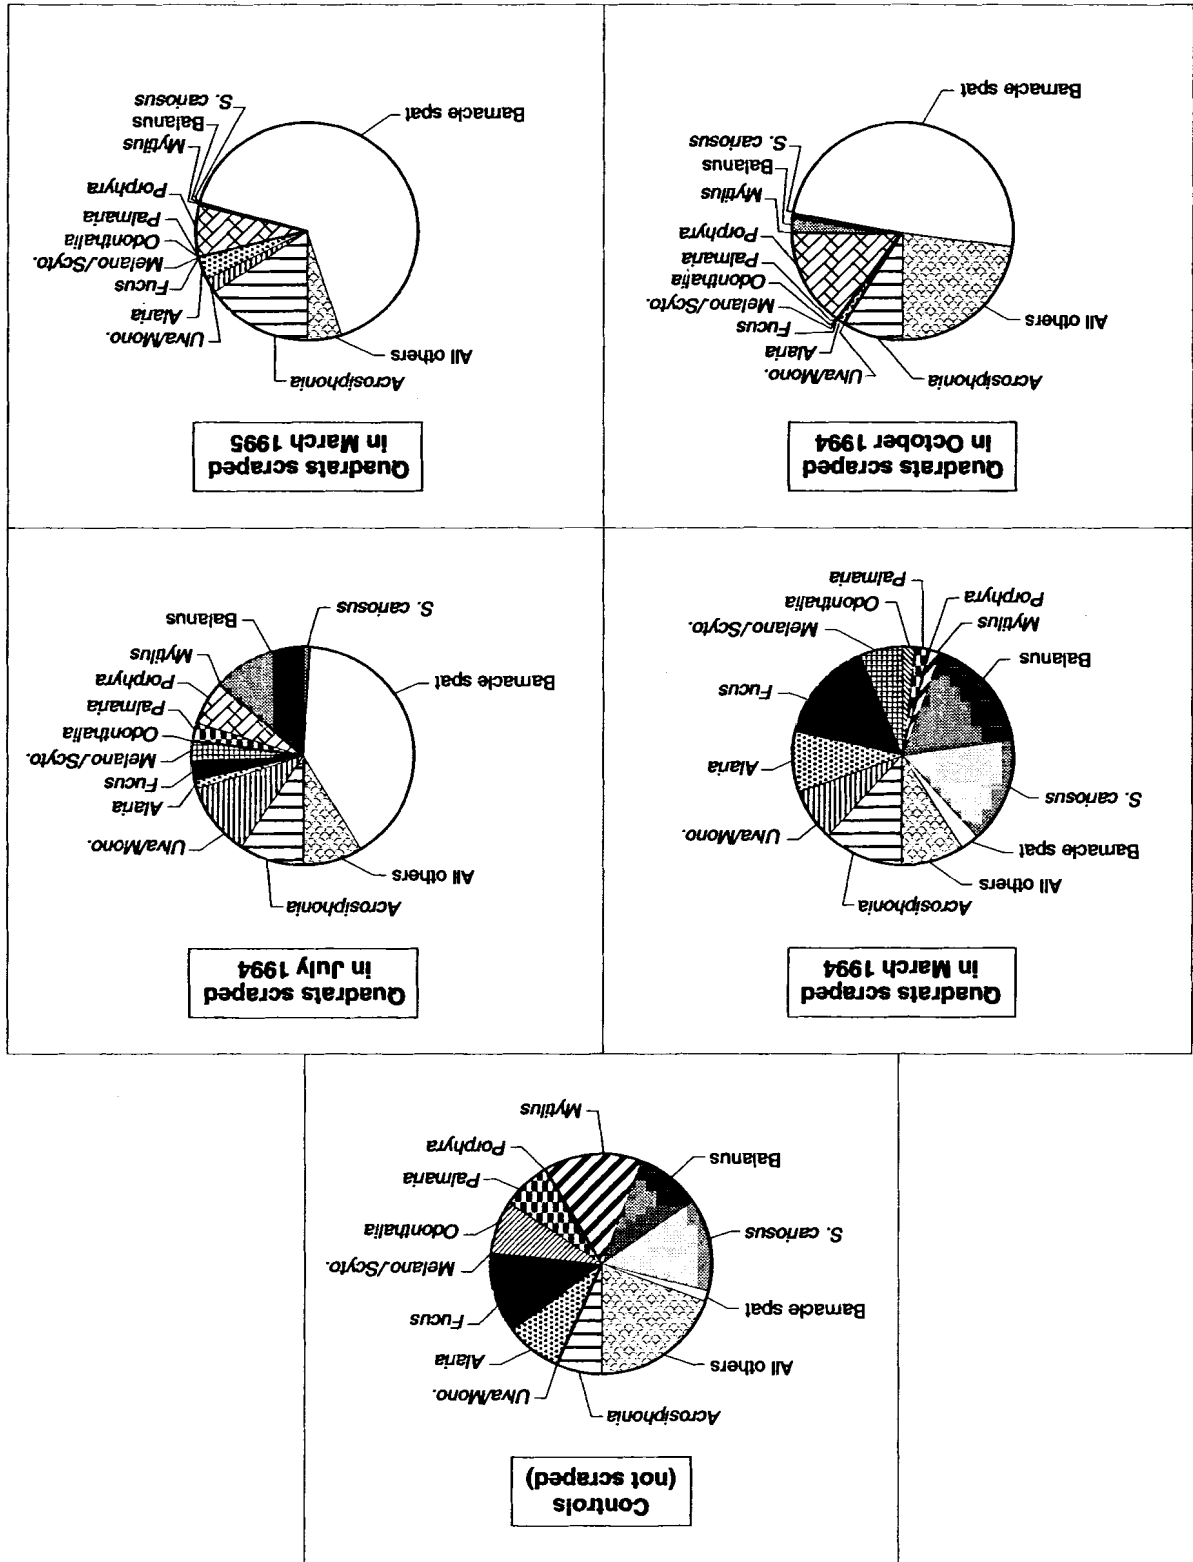 Controls
(not scraped)
Acrosiphonia
Ulva/Mono.
Alaria
Fucus
Melano./Scyto.
Odonthalia
Palmaria
Porphyra
Mytilus
Balanus
S. cariosus
Barnacle spat
All others
Quadrats scraped
in March 1994
Acrosiphonia
Ulva/Mono.
Alaria
Fucus
Melano./Scyto.
Odonthalia
Palmaria
Porphyra
Mytilus
Balanus
S. cariosus
Barnacle spat
All others
Quadrats scraped
in July 1994
Acrosiphonia
Ulva/Mono.
Alaria
Fucus
Melano./Scyto.
Odonthalia
Palmaria
Porphyra
Mytilus
Balanus
S. cariosus
Barnacle spat
All others
Quadrats scraped
in October 1994
Acrosiphonia
Ulva/Mono.
Alaria
Fucus
Melano./Scyto.
Odonthalia
Palmaria
Porphyra
Mytilus
Balanus
S. cariosus
Barnacle spat
All others
Quadrats scraped
in March 1995
Acrosiphonia
Ulva/Mono.
Alaria
Fucus
Melano./Scyto.
Odonthalia
Palmaria
Porphyra
Mytilus
Balanus
S. cariosus
Barnacle spat
All others